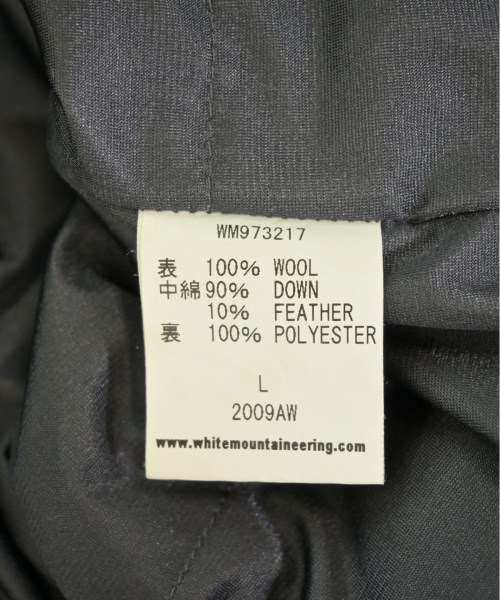 WM973217
表 100% WOOL
中綿 90% DOWN
10% FEATHER
裏 100% POLYESTER
L
2009AW
www.whitemountaineering.com